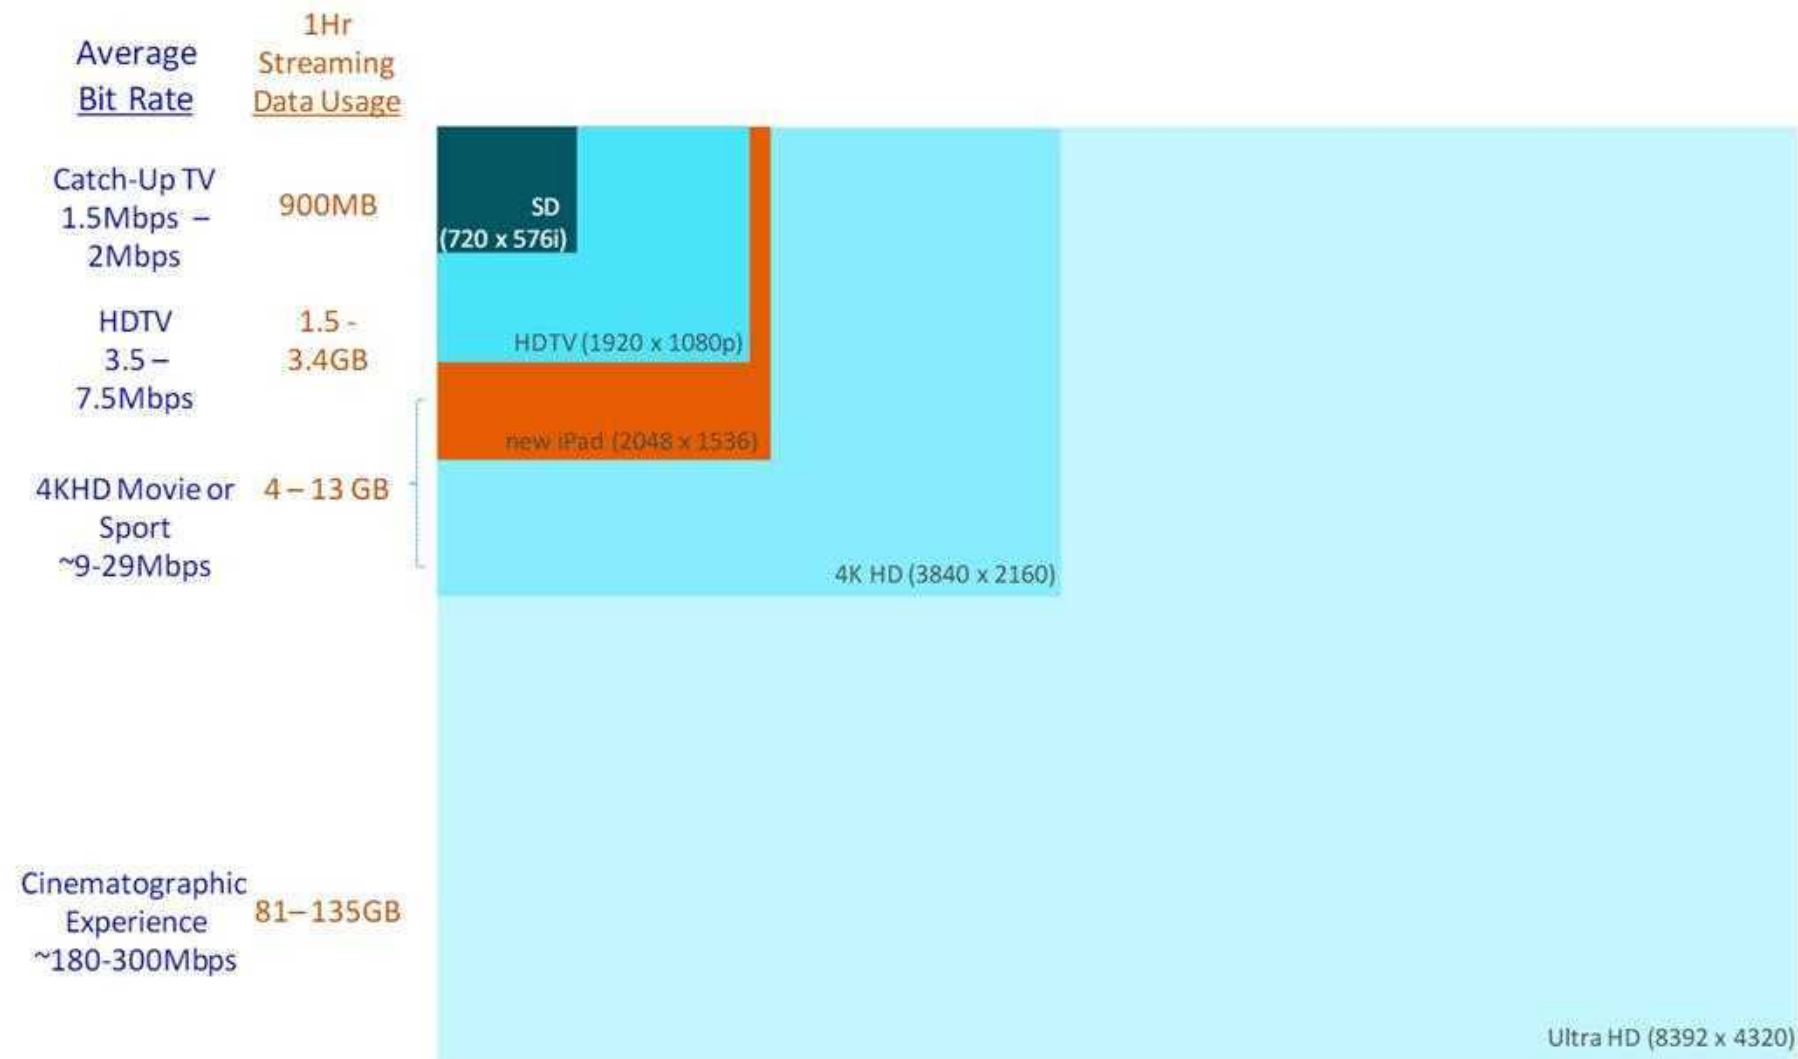 Average
Bit Rate
1Hr
Streaming
Data Usage
Catch-Up TV
1.5Mbps –
2Mbps
900MB
SD
(720 x 576i)
HDTV
3.5 –
7.5Mbps
1.5 -
3.4GB
HDTV (1920 x 1080p)
new iPad (2048 x 1536)
4KHD Movie or
Sport
~9-29Mbps
4 – 13 GB
4K HD (3840 x 2160)
Cinematographic
Experience
~180-300Mbps
81– 135GB
Ultra HD (8392 x 4320)